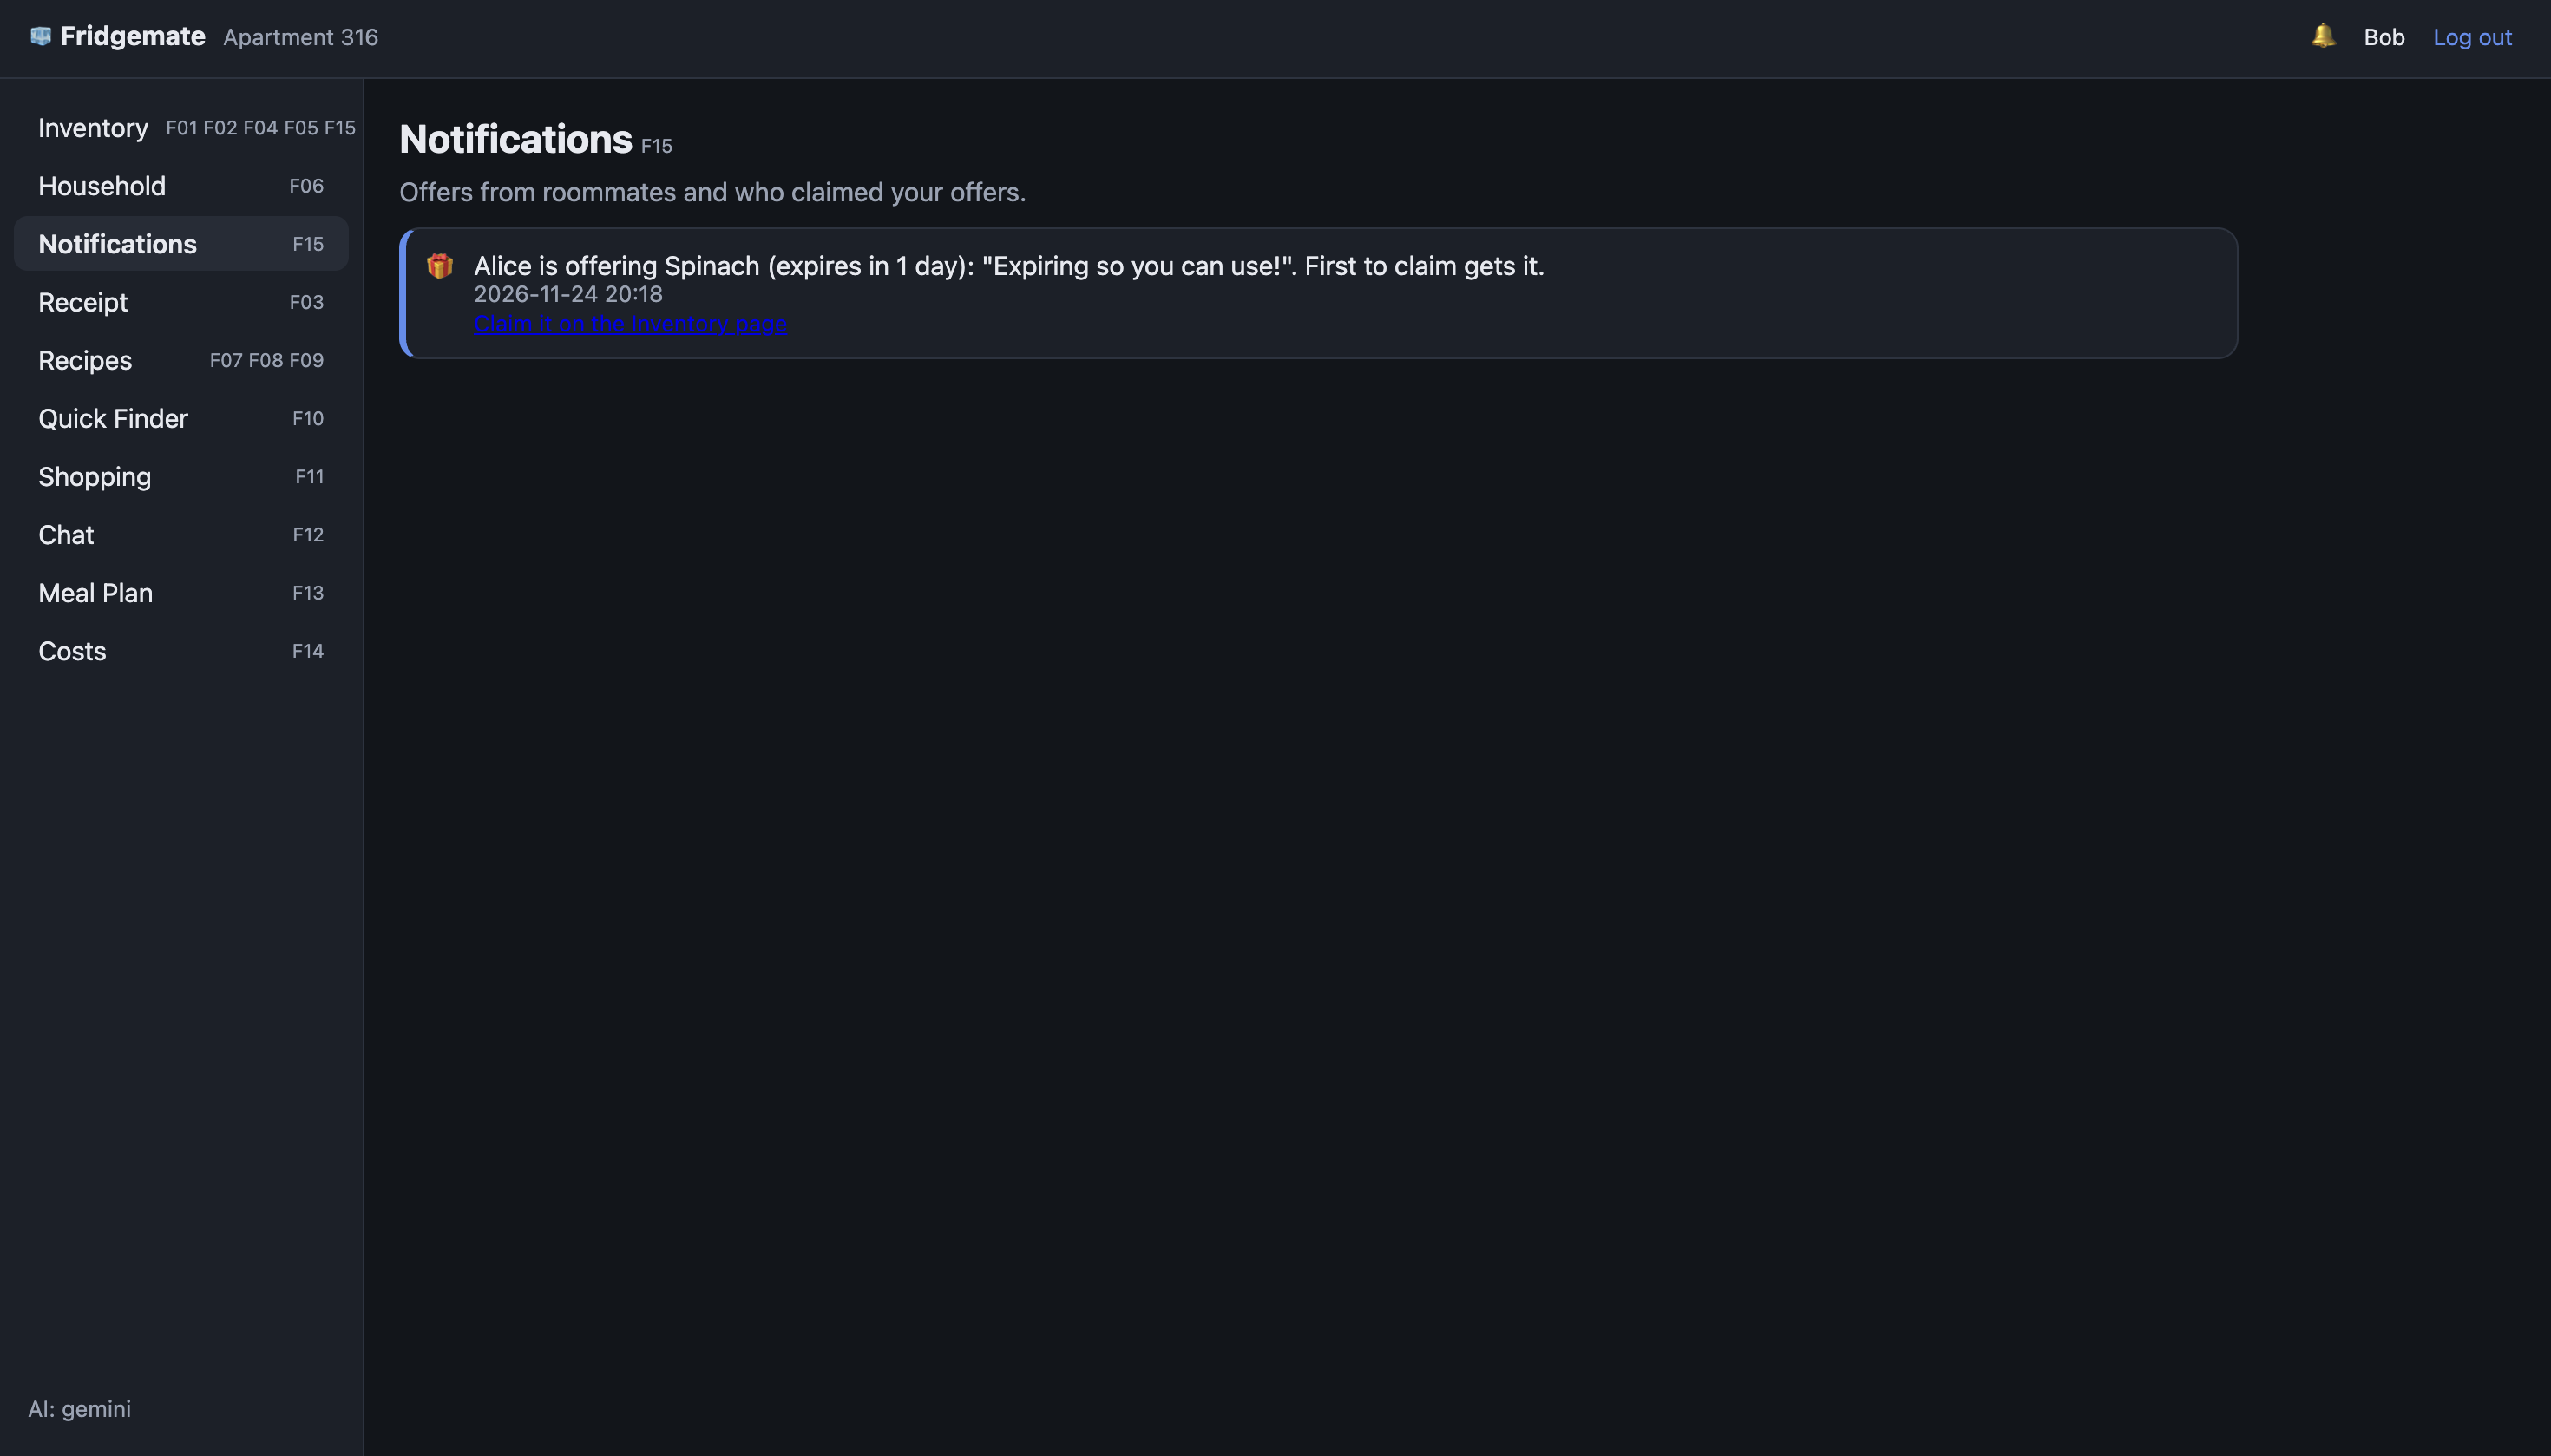 Fridgemate Apartment 316
Bob Log out
Inventory F01 F02 F04 F05 F15
Household F06
Notifications F15
Receipt F03
Recipes F07 F08 F09
Quick Finder F10
Shopping F11
Chat F12
Meal Plan F13
Costs F14
AI: gemini
Notifications F15
Offers from roommates and who claimed your offers.
Alice is offering Spinach (expires in 1 day): "Expiring so you can use!". First to claim gets it.
2026-11-24 20:18
Claim it on the Inventory page